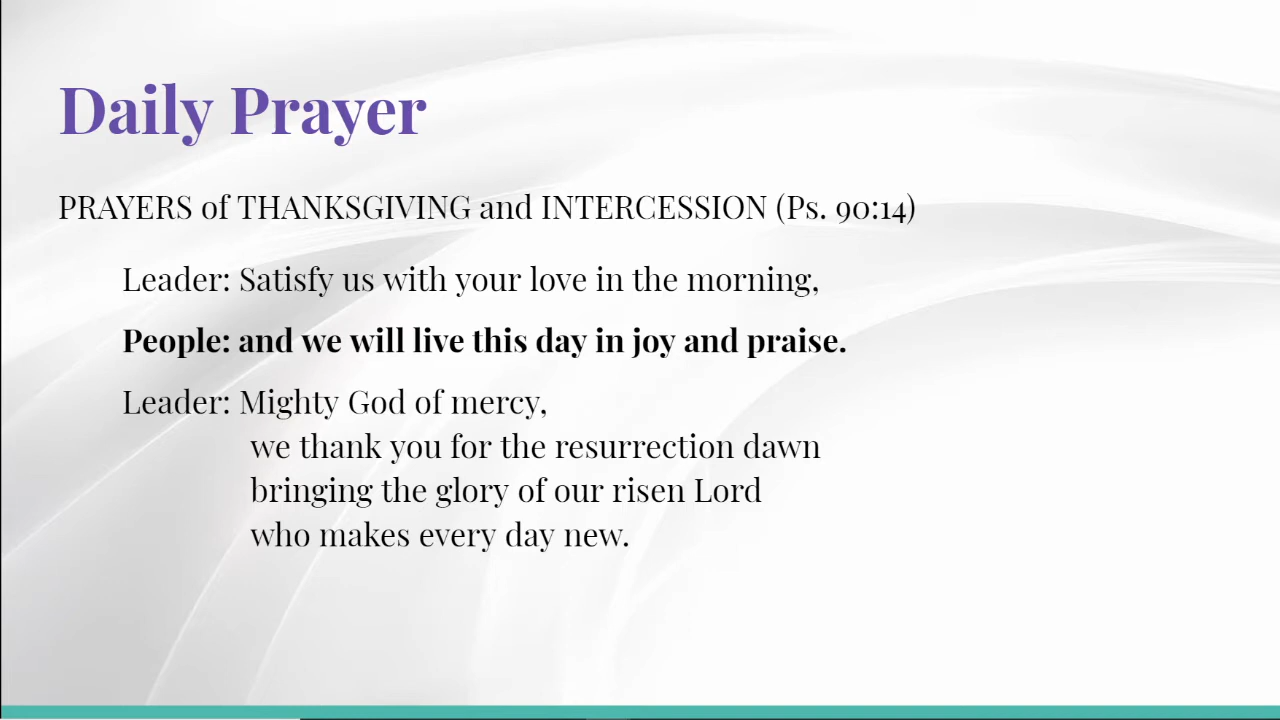 Daily Prayer
PRAYERS of THANKSGIVING and INTERCESSION (Ps. 90:14)
Leader: Satisfy us with your love in the morning,
People: and we will live this day in joy and praise.
Leader: Mighty God of mercy,
we thank you for the resurrection dawn
bringing the glory of our risen Lord
who makes every day new.